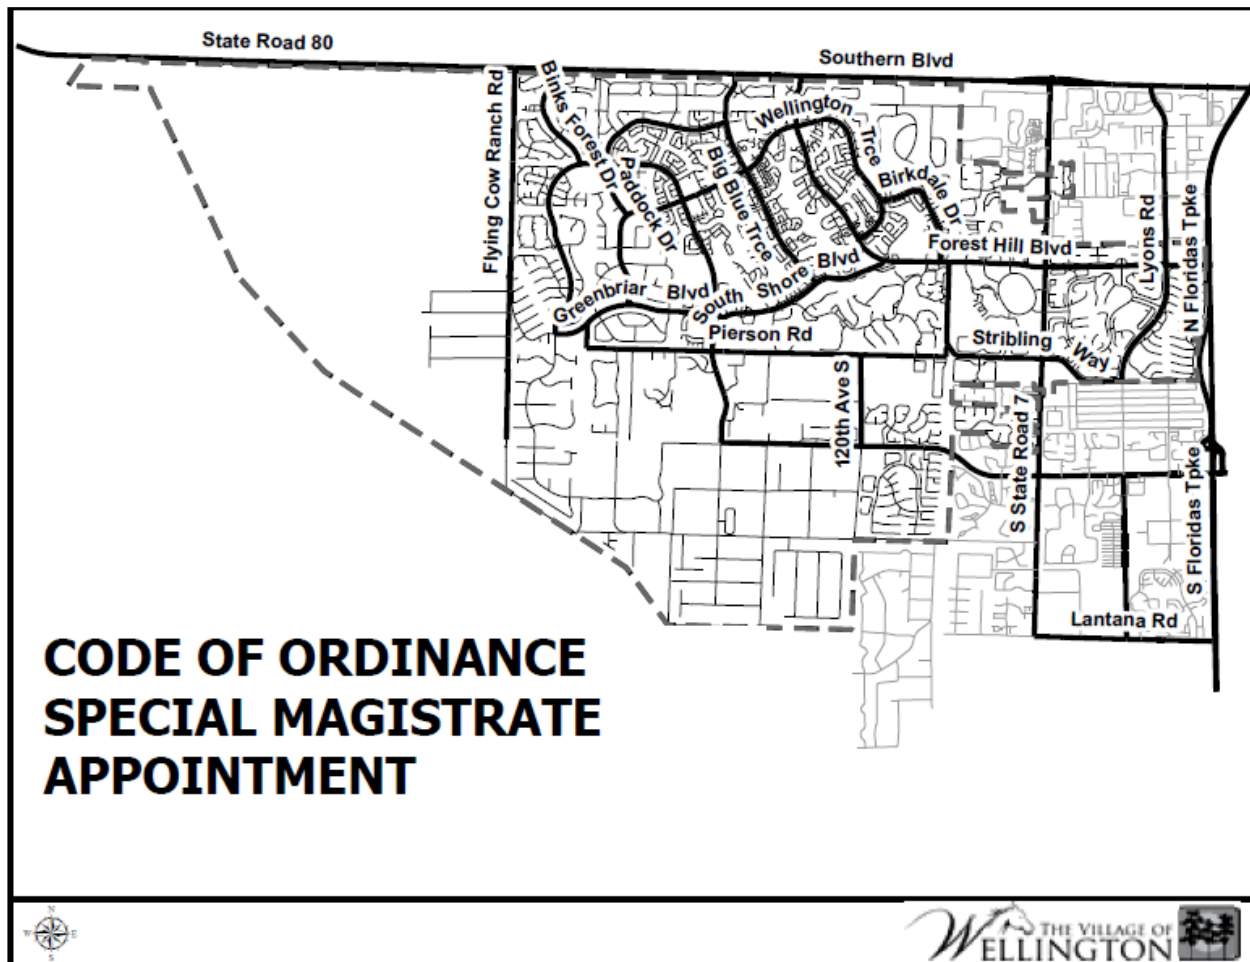 State Road 80
Southern Blvd
Flying Cow Ranch Rd
Binks Forest Dr
Paddock Dr
Big Blue Trce
Wellington Trce
Birkdale Dr
Forest Hill Blvd
Lyons Rd
N Floridas Tpke
Greenbriar Blvd
South Shore Blvd
Pierson Rd
Stribling Way
120th Ave S
S State Road 7
S Floridas Tpke
Lantana Rd
CODE OF ORDINANCE
SPECIAL MAGISTRATE
APPOINTMENT
N
W E
S
THE VILLAGE OF
WELLINGTON